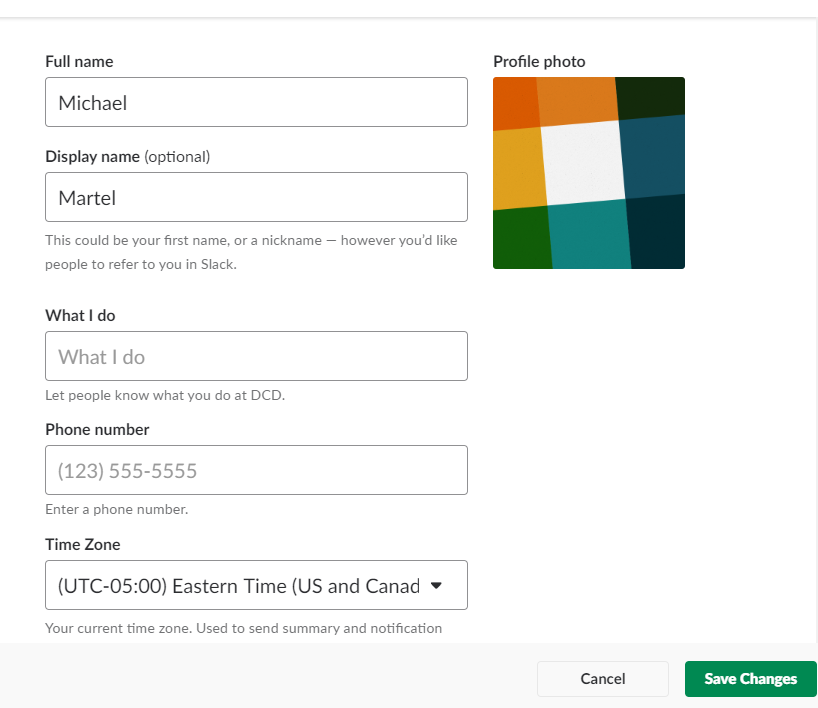 Full name
Profile photo
Michael
Display name (optional)
Martel
This could be your first name, or a nickname — however you'd like
people to refer to you in Slack.
What I do
What I do
Let people know what you do at DCD.
Phone number
(123) 555-5555
Enter a phone number.
Time Zone
(UTC-05:00) Eastern Time (US and Canad
Your current time zone. Used to send summary and notification
Cancel
Save Changes